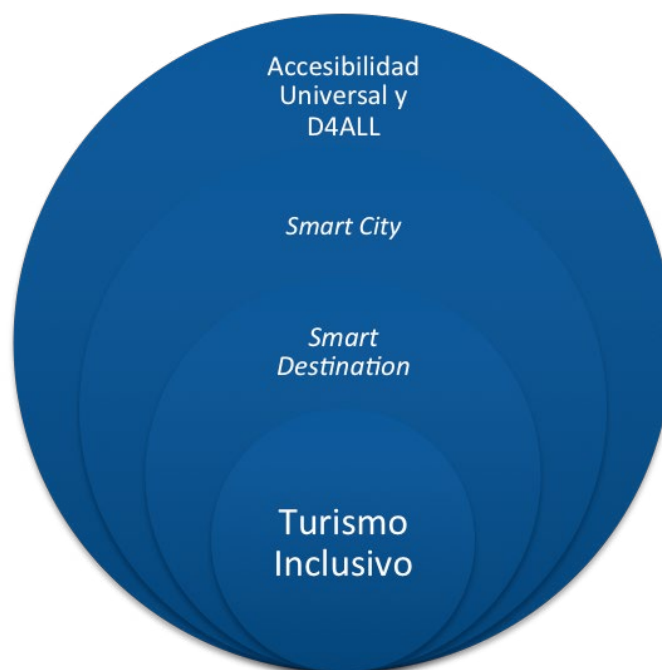 Accesibilidad
Universal y
D4ALL
Smart City
Smart
Destination
Turismo
Inclusivo